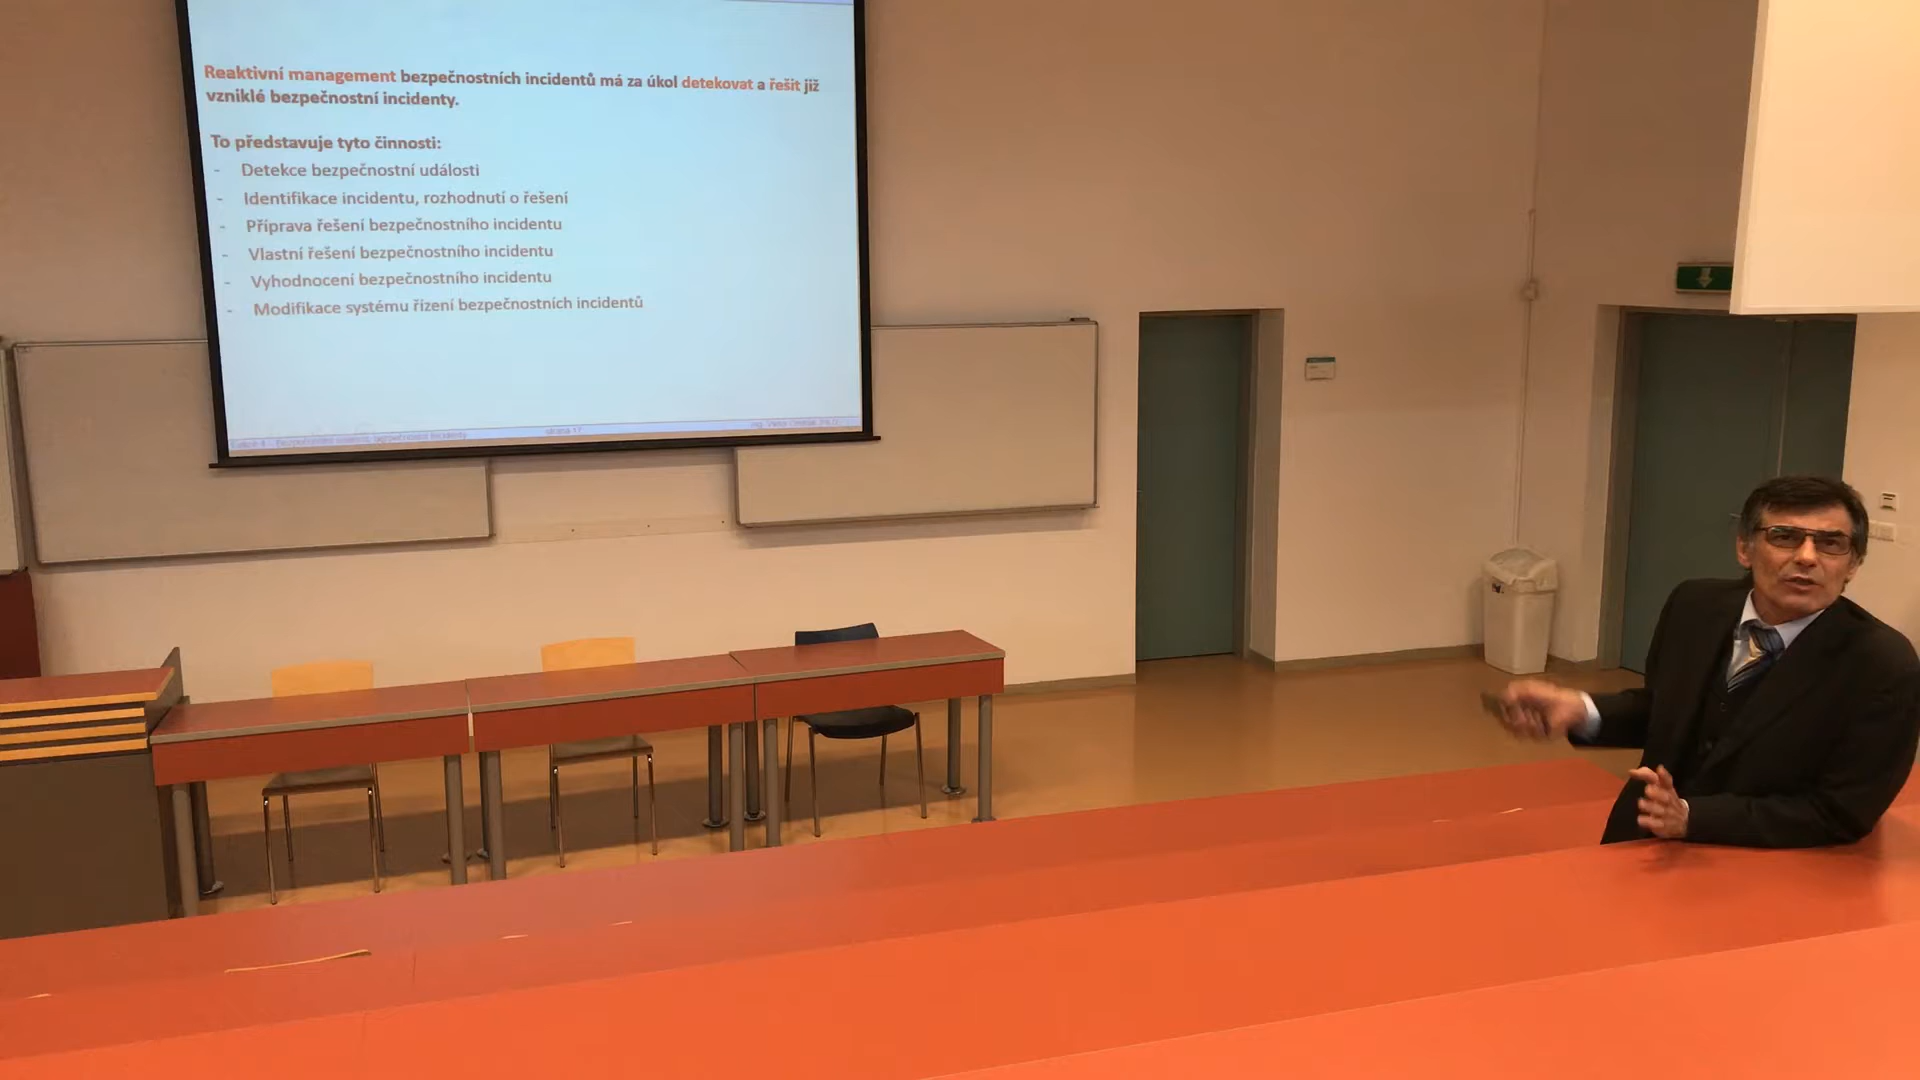 Reaktivní management bezpečnostních incidentů má za úkol detekovat a řešit již
vzniklé bezpečnostní incidenty.
To představuje tyto činnosti:
- Detekce bezpečnostní události
- Identifikace incidentu, rozhodnutí o řešení
- Příprava řešení bezpečnostního incidentu
- Vlastní řešení bezpečnostního incidentu
- Vyhodnocení bezpečnostního incidentu
- Modifikace systému řízení bezpečnostních incidentů
strana 17